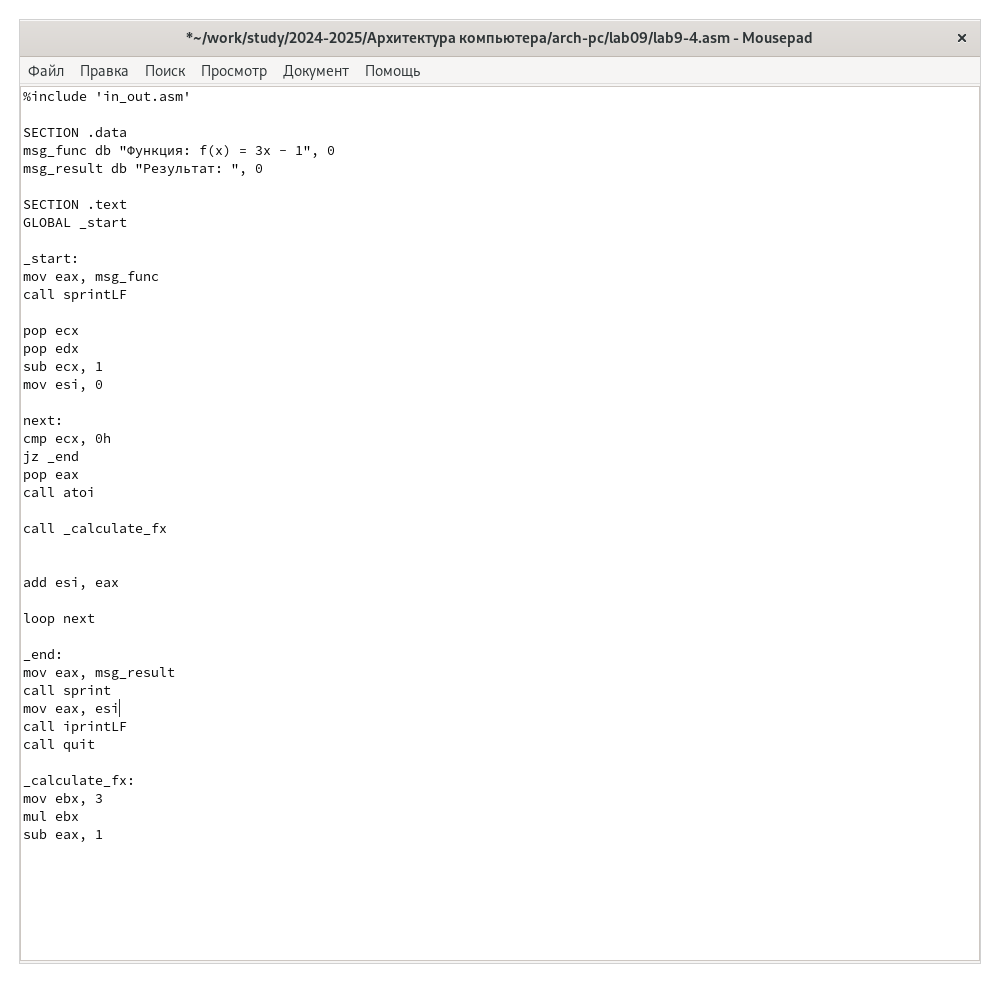 *~/work/study/2024-2025/Архитектура компьютера/arch-pc/lab09/lab9-4.asm - Mousepad
Файл Правка Поиск Просмотр Документ Помощь
%include 'in_out.asm'
SECTION .data
msg_func db "Функция: f(x) = 3x - 1", 0
msg_result db "Результат: ", 0
SECTION .text
GLOBAL _start
_start:
mov eax, msg_func
call sprintLF
pop ecx
pop edx
sub ecx, 1
mov esi, 0
next:
cmp ecx, 0h
jz _end
pop eax
call atoi
call _calculate_fx
add esi, eax
loop next
_end:
mov eax, msg_result
call sprint
mov eax, esi
call iprintLF
call quit
_calculate_fx:
mov ebx, 3
mul ebx
sub eax, 1